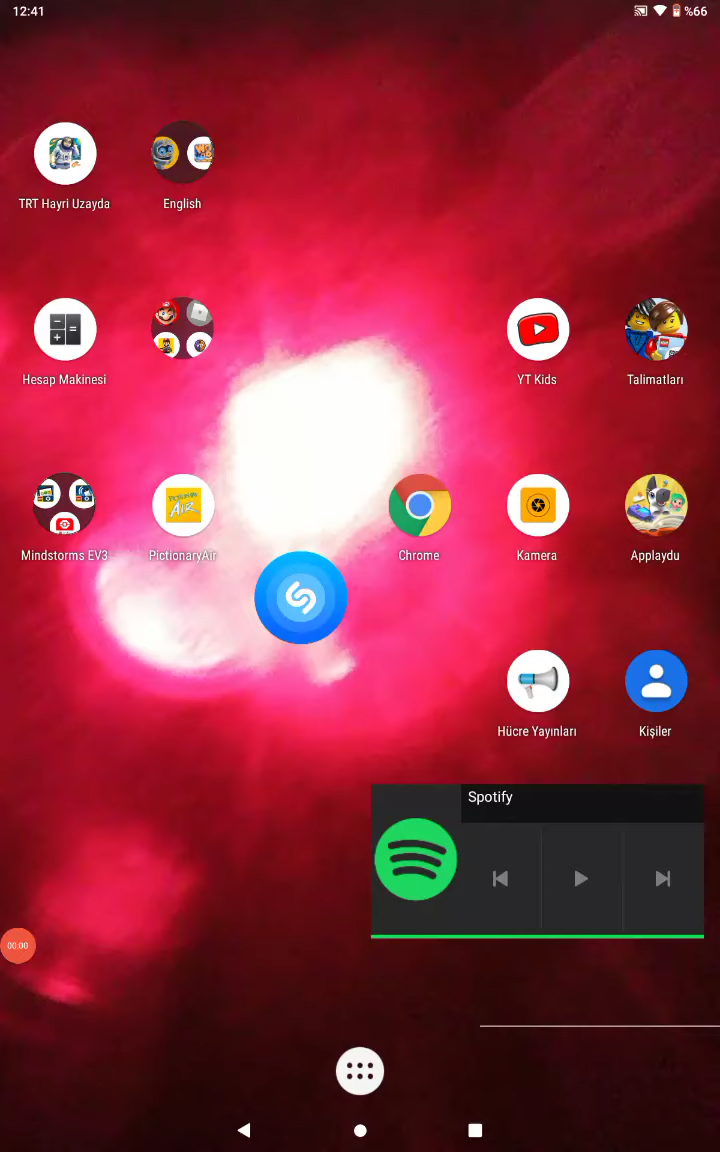 12:41
%66
TRT Hayri Uzayda
English
Hesap Makinesi
YT Kids
Talimatları
Mindstorms EV3
PictionaryAir
Chrome
Kamera
Applaydu
Hücre Yayınları
Kişiler
Spotify
00:00